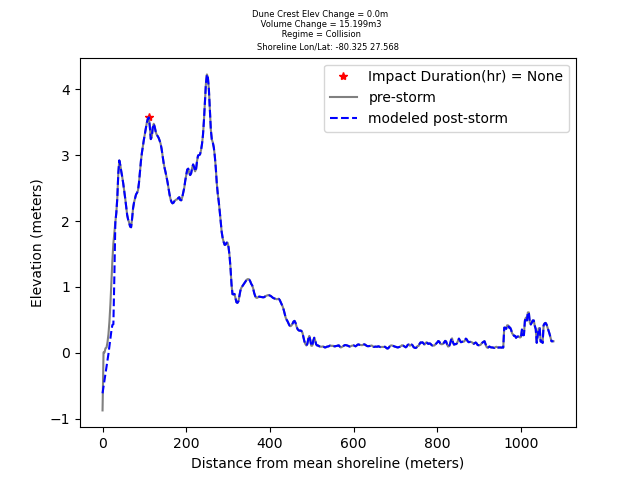 Dune Crest Elev Change = 0.0m
Volume Change = 15.199m3
Regime = Collision
Shoreline Lon/Lat: -80.325 27.568
Impact Duration(hr) = None
pre-storm
modeled post-storm
Elevation (meters)
4
3
2
1
0
−1
0 200 400 600 800 1000
Distance from mean shoreline (meters)